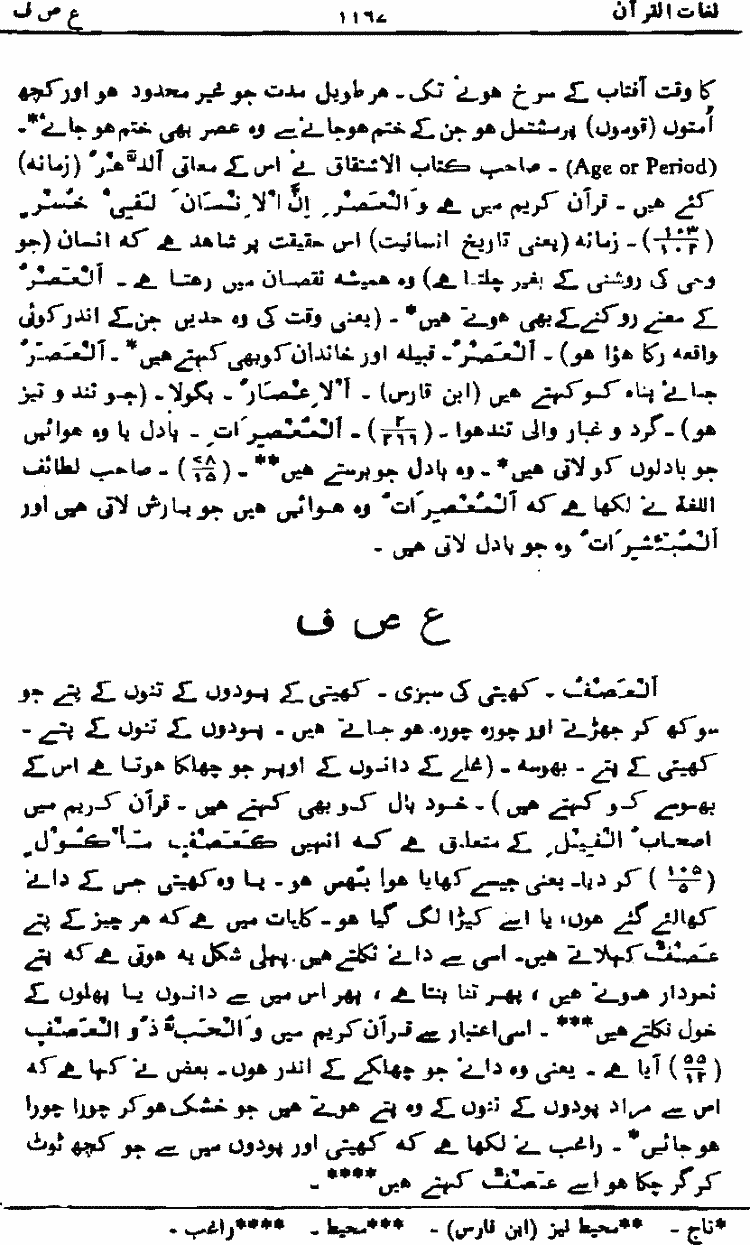 لغات القرآن ۱۱۶۷ ع ص ف
کا وقت آفتاب کے سرخ ہونے تک ۔ ہر طویل مدت جو غیر محدود ہو اور کچھ
اُمتوں (قوموں) پر مشتمل ہو جن کے ختم ہو جانے سے وہ عصر بھی ختم ہو جائے* ۔
(Age or Period) ۔ صاحب کتاب الاشتقاق نے اس کے معانی اَلدَّھْرُ (زمانہ)
کئے ہیں ۔ قرآن کریم میں ہے وَالْعَصْرِ اِنَّ الْاِنْسَانَ لَفِیْ خُسْرٍ
(۱۰۳/۱-۲) ۔ زمانہ (یعنی تاریخ انسانیت) اس حقیقت پر شاہد ہے کہ انسان (جو
وحی کی روشنی کے بغیر چلتا ہے) وہ ہمیشہ نقصان میں رہتا ہے ۔ اَلْعَصْرُ
کے معنے روکنے کے بھی ہوتے ہیں* ۔ (یعنی وقت کی وہ حدیں جن کے اندر کوئی
واقعہ رکا ہؤا ہو) ۔ اَلْعَصْرُ ۔ قبیلہ اور خاندان کو بھی کہتے ہیں* ۔ اَلْعَصَرُ
جائے پناہ کو کہتے ہیں (ابن فارس) ۔ اَلْاِعْصَارُ ۔ بگولا ۔ (جو تند و تیز
ہو) ۔ گرد و غبار والی تند ہوا ۔ (۲/۲۶۶) ۔ اَلْمُعْصِرَاتِ ۔ بادل یا وہ ہوائیں
جو بادلوں کو لاتی ہیں* ۔ وہ بادل جو برستے ہیں** ۔ (۷۸/۱۵) ۔ صاحب لطائف
اللغۃ نے لکھا ہے کہ اَلْمُعْصِرَاتُ وہ ہوائیں ہیں جو بارش لاتی ہیں اور
اَلْمُبَشِّرَاتُ وہ جو بادل لاتی ہیں ۔
ع ص ف
اَلْعَصْفُ ۔ کھیتی کی سبزی ۔ کھیتی کے پودوں کے تنوں کے پتے جو
سوکھ کر جھڑتے اور چورہ چورہ ہو جاتے ہیں ۔ پودوں کے تنوں کے پتے ۔
کھیتی کے پتے ۔ بھوسہ ۔ (غلے کے دانوں کے اوپر جو چھلکا ہوتا ہے اس کے
بھوسے کو کہتے ہیں) ۔ خود بال کو بھی کہتے ہیں ۔ قرآن کریم میں
اصحابُ الْفِیْلِ کے متعلق ہے کہ انہیں کَعَصْفٍ مَّاْکُوْلٍ
(۱۰۵/۵) کر دیا ۔ یعنی جیسے کھایا ہوا بُھس ہو ۔ یا وہ کھیتی جس کے دانے
کھا لئے گئے ہوں، یا اسے کیڑا لگ گیا ہو ۔ کلیات میں ہے کہ ہر چیز کے پتے
عَصْفٌ کہلاتے ہیں ۔ اسی سے دانے نکلتے ہیں ۔ پہلی شکل یہ ہوتی ہے کہ پتے
نمودار ہوتے ہیں ، پھر تنا بنتا ہے ، پھر اس میں سے دانوں یا پھلوں کے
خول نکلتے ہیں*** ۔ اسی اعتبار سے قرآن کریم میں وَالْحَبُّ ذُو الْعَصْفِ
(۵۵/۱۲) آیا ہے ۔ یعنی وہ دانے جو چھلکے کے اندر ہوں ۔ بعض نے کہا ہے کہ
اس سے مراد پودوں کے تنوں کے وہ پتے ہوتے ہیں جو خشک ہو کر چورا چورا
ہو جائیں* ۔ راغب نے لکھا ہے کہ کھیتی اور پودوں میں سے جو کچھ ٹوٹ
کر گر چکا ہو اسے عَصْفٌ کہتے ہیں**** ۔
*تاج ۔ **محیط نیز (ابن فارس) ۔ ***محیط ۔ ****راغب ۔